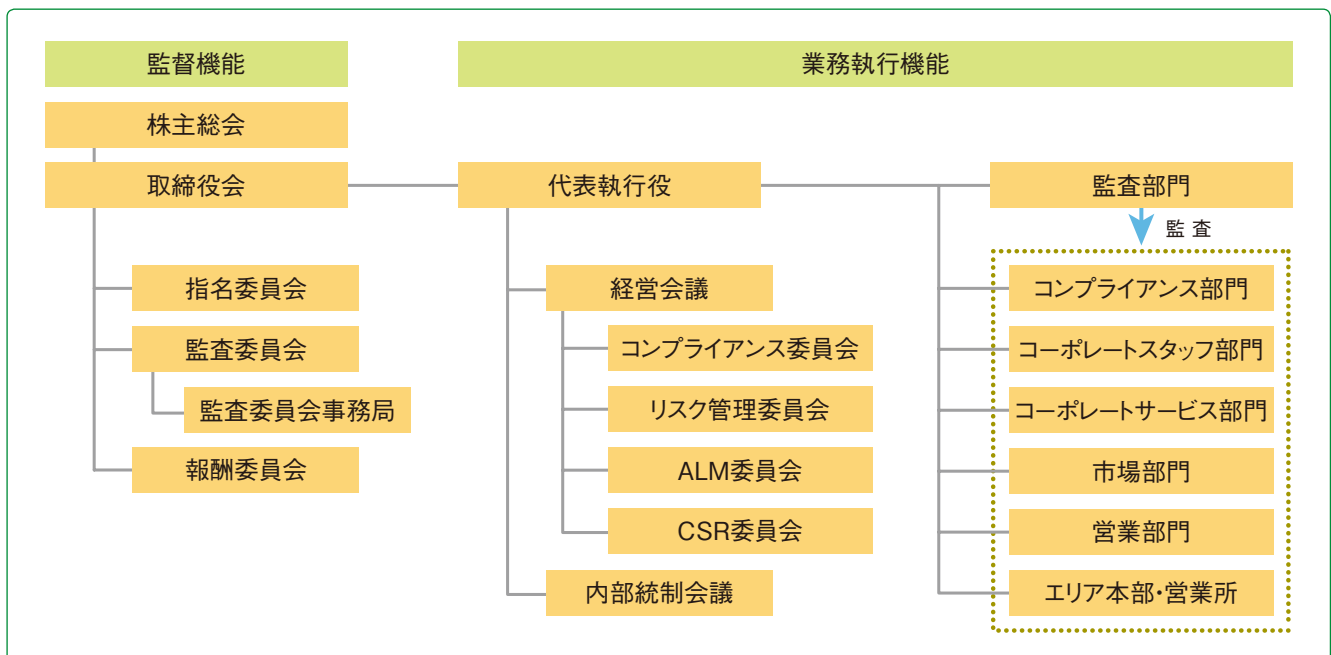 監督機能
業務執行機能
株主総会
取締役会
代表執行役
監査部門
監 査
指名委員会
経営会議
コンプライアンス部門
監査委員会
コンプライアンス委員会
コーポレートスタッフ部門
監査委員会事務局
リスク管理委員会
コーポレートサービス部門
報酬委員会
ALM委員会
市場部門
CSR委員会
営業部門
内部統制会議
エリア本部・営業所